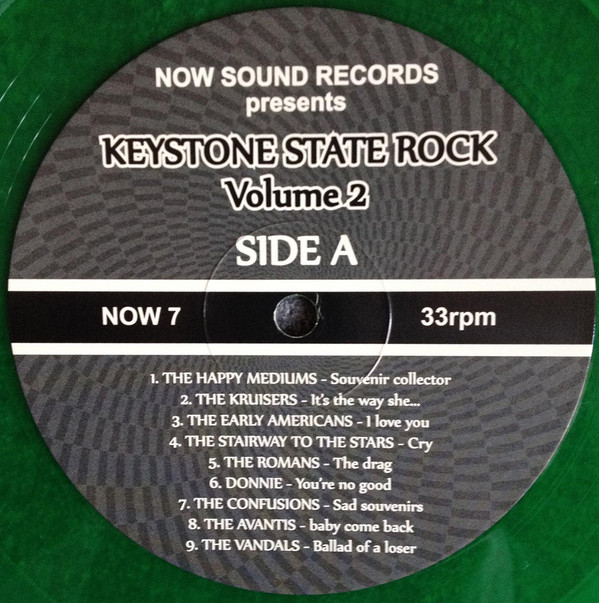 NOW SOUND RECORDS
presents
KEYSTONE STATE ROCK
Volume 2
SIDE A
NOW 7
33rpm
1. THE HAPPY MEDIUMS - Souvenir collector
2. THE KRUISERS - It's the way she...
3. THE EARLY AMERICANS - I love you
4. THE STAIRWAY TO THE STARS - Cry
5. THE ROMANS - The drag
6. DONNIE - You're no good
7. THE CONFUSIONS - Sad souvenirs
8. THE AVANTIS - baby come back
9. THE VANDALS - Ballad of a loser